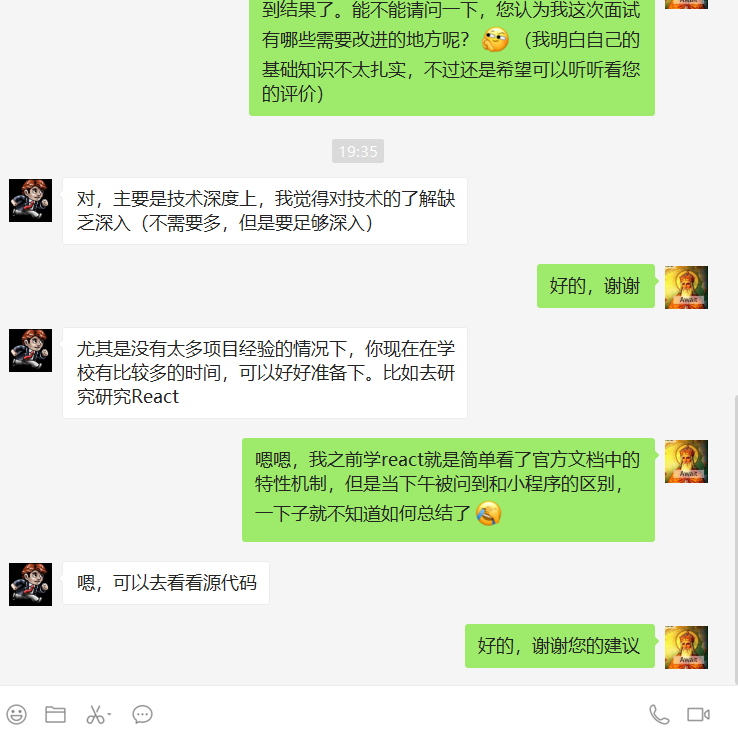 到结果了。能不能请问一下，您认为我这次面试
有哪些需要改进的地方呢？🤔（我明白自己的
基础知识不太扎实，不过还是希望可以听听看您
的评价）
19:35
对，主要是技术深度上，我觉得对技术的了解缺
乏深入（不需要多，但是要足够深入）
好的，谢谢
Await
尤其是没有太多项目经验的情况下，你现在在学
校有比较多的时间，可以好好准备下。比如去研
究研究React
嗯嗯，我之前学react就是简单看了官方文档中的
特性机制，但是当下午被问到和小程序的区别，
一下子就不知道如何总结了
Await
嗯，可以去看看源代码
好的，谢谢您的建议
Await